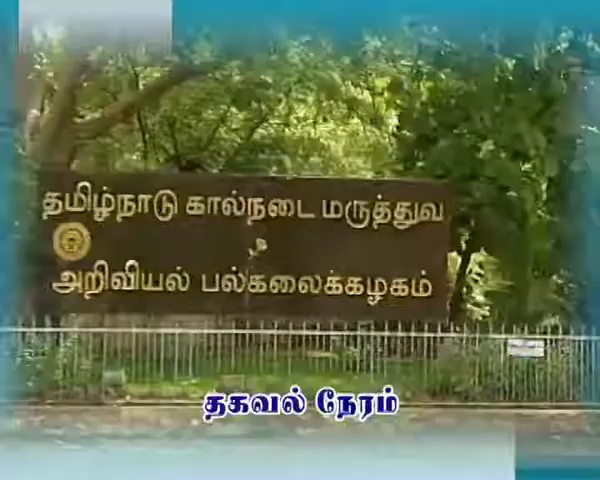 தமிழ்நாடு கால்நடை மருத்துவ
அறிவியல் பல்கலைக்கழகம்
தகவல் நேரம்